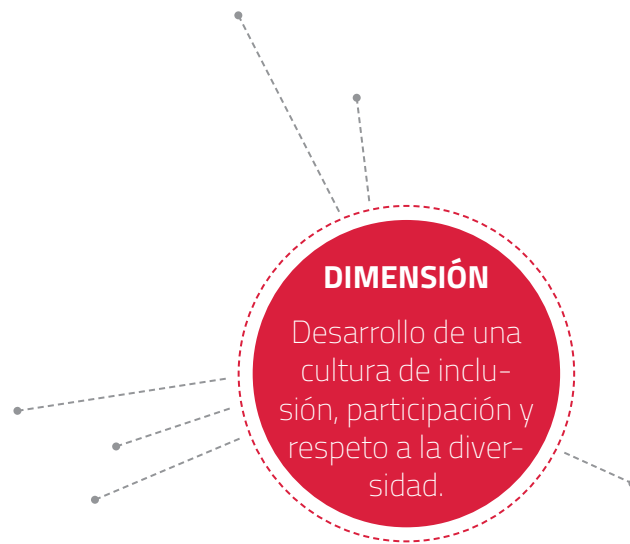 DIMENSIÓN
Desarrollo de una
cultura de inclu-
sión, participación y
respeto a la diver-
sidad.